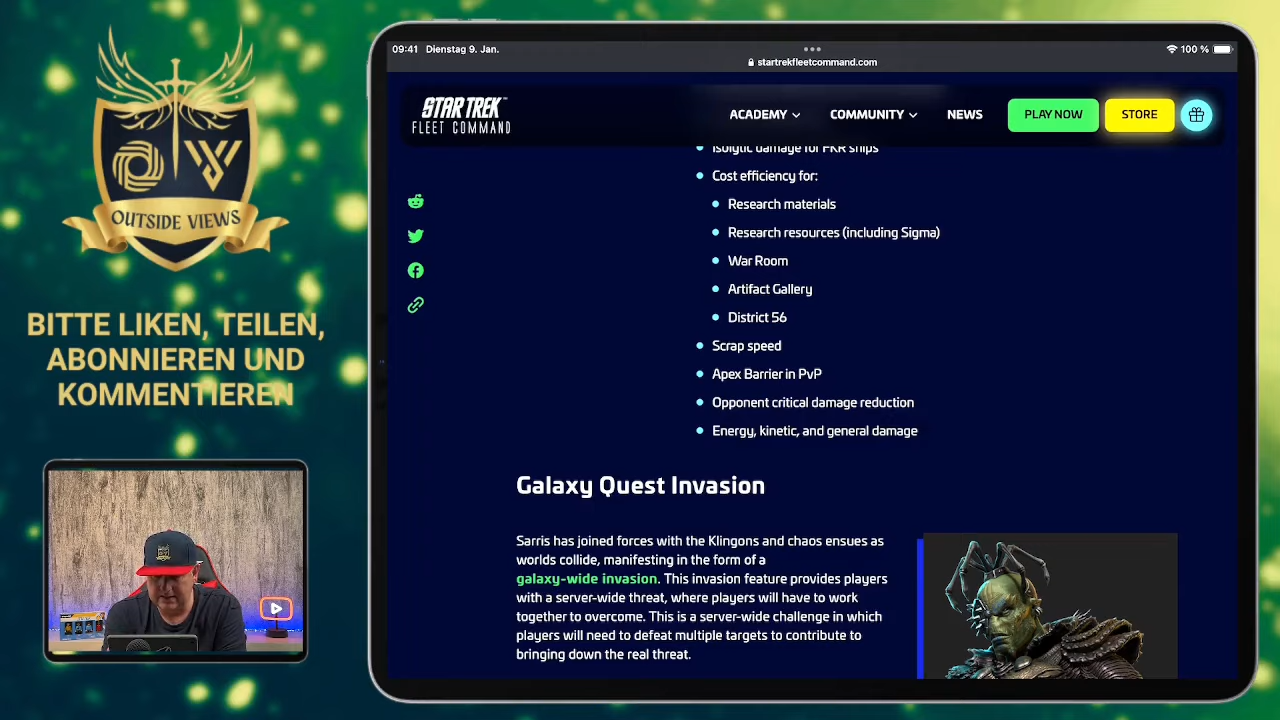 OUTSIDE VIEWS
BITTE LIKEN, TEILEN,
ABONNIEREN UND
KOMMENTIEREN
09:41 Dienstag 9. Jan.
100 %
startrekfleetcommand.com
STAR TREK
FLEET COMMAND
ACADEMY
COMMUNITY
NEWS
PLAY NOW
STORE
Isolytic damage for FKR ships
Cost efficiency for:
Research materials
Research resources (including Sigma)
War Room
Artifact Gallery
District 56
Scrap speed
Apex Barrier in PvP
Opponent critical damage reduction
Energy, kinetic, and general damage
Galaxy Quest Invasion
Sarris has joined forces with the Klingons and chaos ensues as
worlds collide, manifesting in the form of a
galaxy-wide invasion. This invasion feature provides players
with a server-wide threat, where players will have to work
together to overcome. This is a server-wide challenge in which
players will need to defeat multiple targets to contribute to
bringing down the real threat.